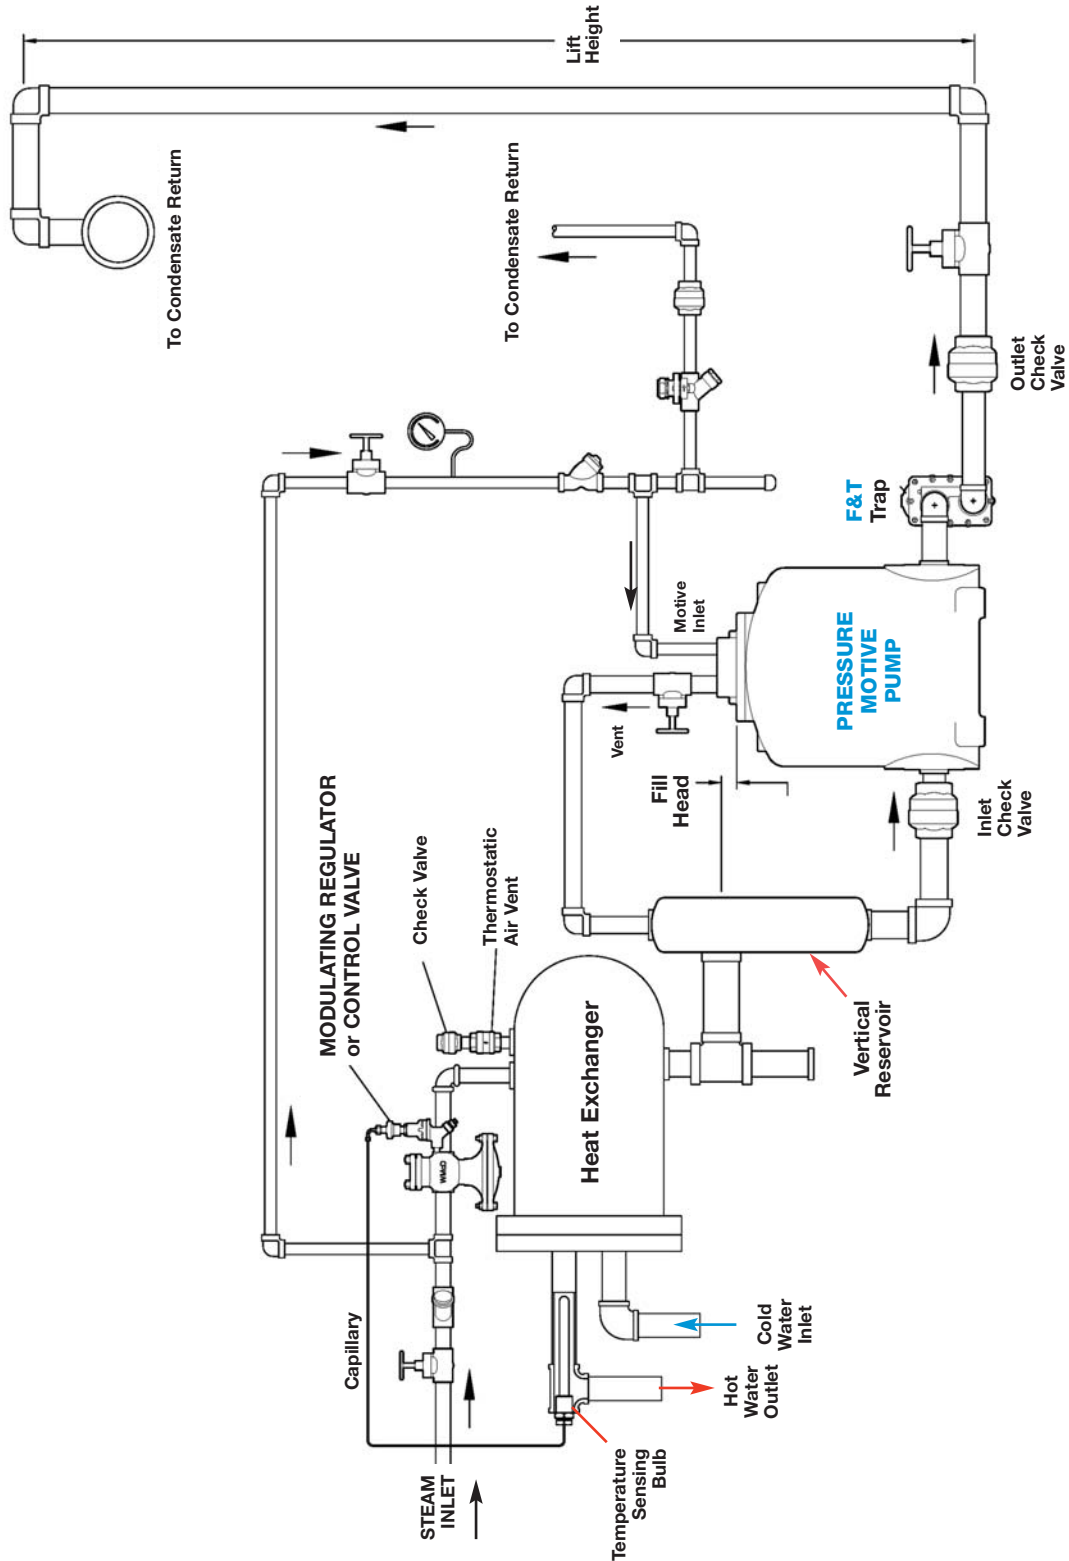 STEAM
INLET
Capillary
MODULATING REGULATOR
or CONTROL VALVE
Check Valve
Thermostatic
Air Vent
WMCO
Heat Exchanger
Temperature
Sensing
Bulb
Hot
Water
Outlet
Cold
Water
Inlet
Vertical
Reservoir
Fill
Head
Vent
Motive
Inlet
PRESSURE
MOTIVE
PUMP
Inlet
Check
Valve
F&T
Trap
Outlet
Check
Valve
To Condensate Return
To Condensate Return
Lift
Height